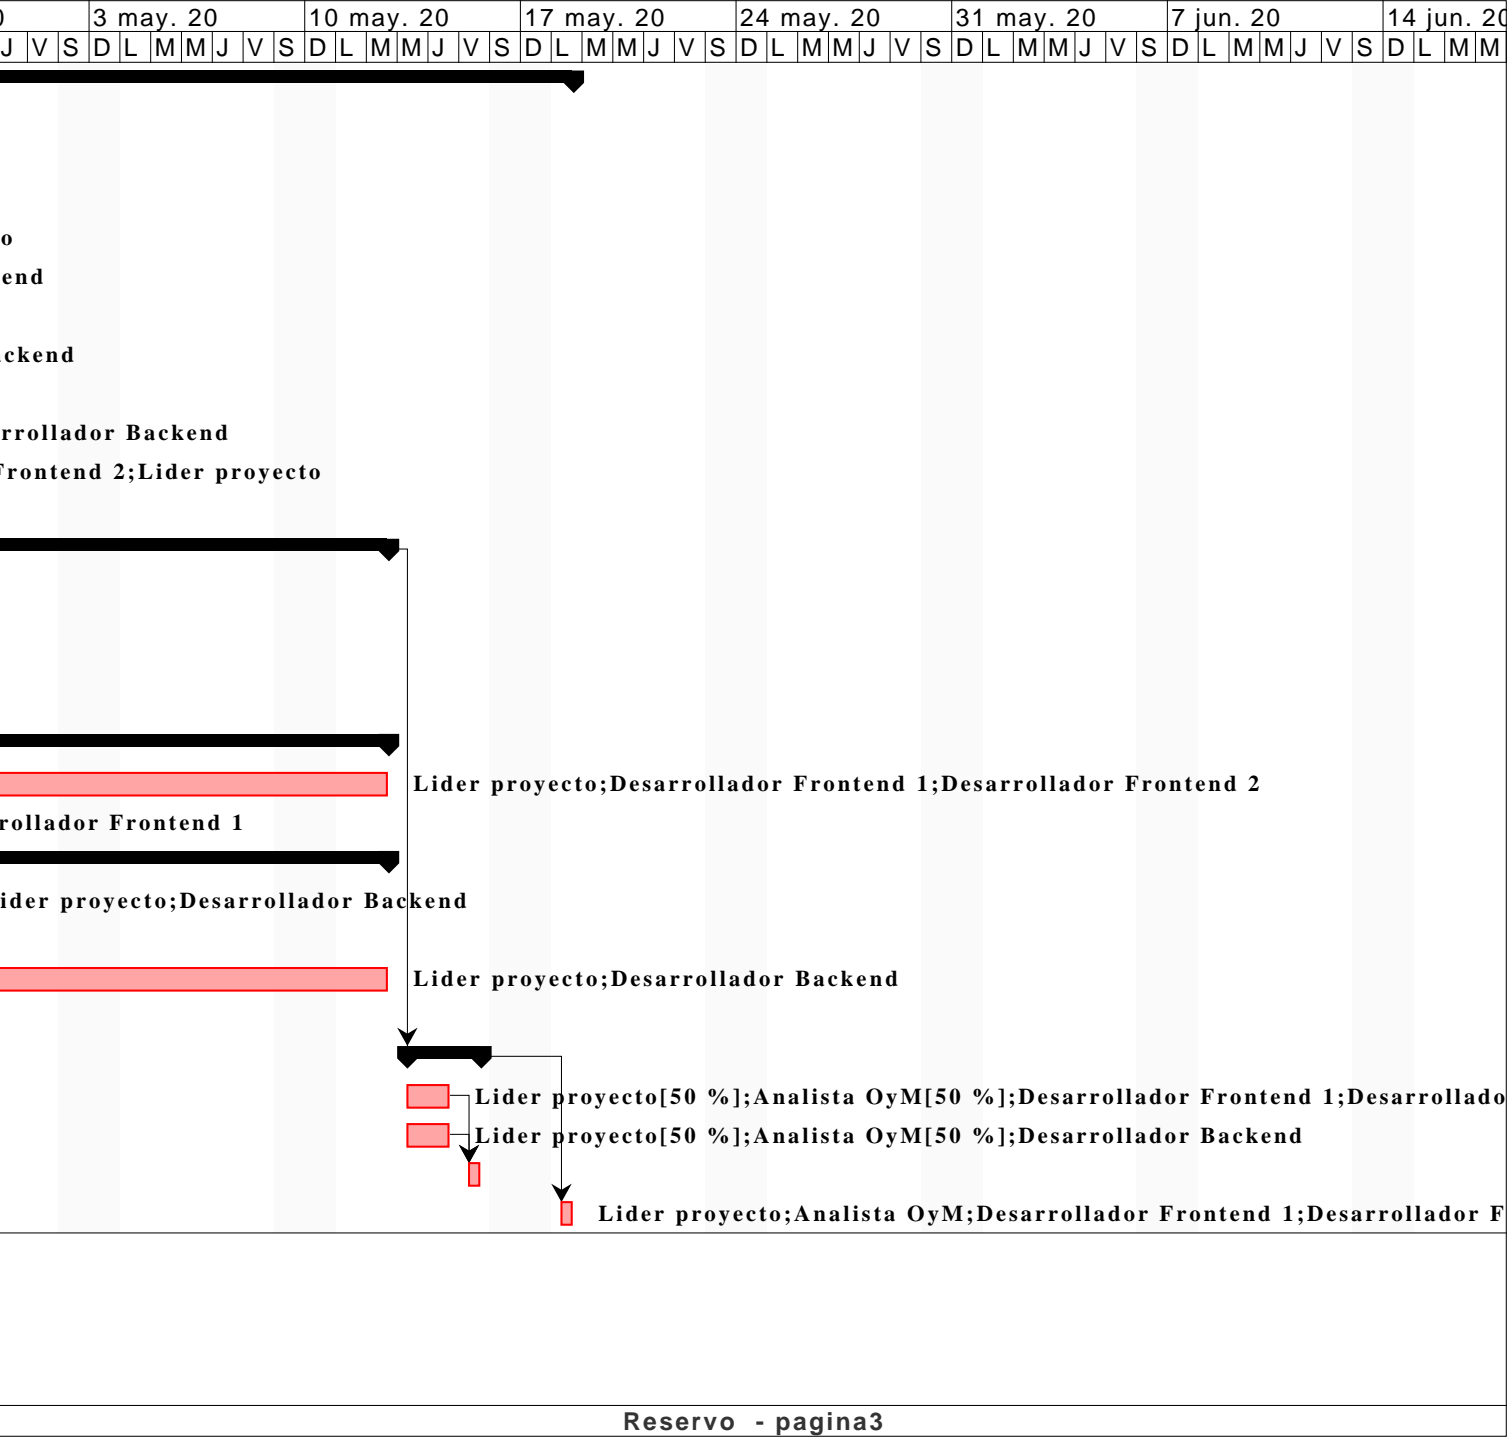 0 3 may. 20 10 may. 20 17 may. 20 24 may. 20 31 may. 20 7 jun. 20 14 jun. 20
J V S D L M M J V S D L M M J V S D L M M J V S D L M M J V S D L M M J V S D L M M J V S D L M M
o
end
ackend
rrollador Backend
Frontend 2;Lider proyecto
Lider proyecto;Desarrollador Frontend 1;Desarrollador Frontend 2
rollador Frontend 1
ider proyecto;Desarrollador Backend
Lider proyecto;Desarrollador Backend
Lider proyecto[50 %];Analista OyM[50 %];Desarrollador Frontend 1;Desarrollado
Lider proyecto[50 %];Analista OyM[50 %];Desarrollador Backend
Lider proyecto;Analista OyM;Desarrollador Frontend 1;Desarrollador F
Reservo - pagina3